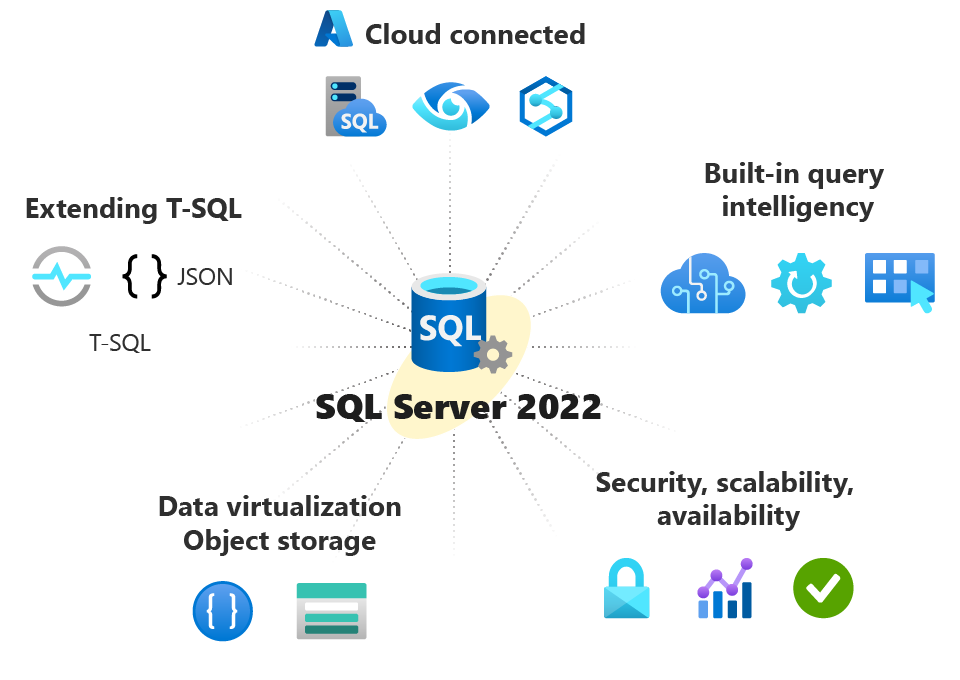 Cloud connected
SQL
Built-in query
intelligency
Extending T-SQL
{ } JSON
T-SQL
SQL
SQL Server 2022
Data virtualization
Object storage
{ }
Security, scalability,
availability